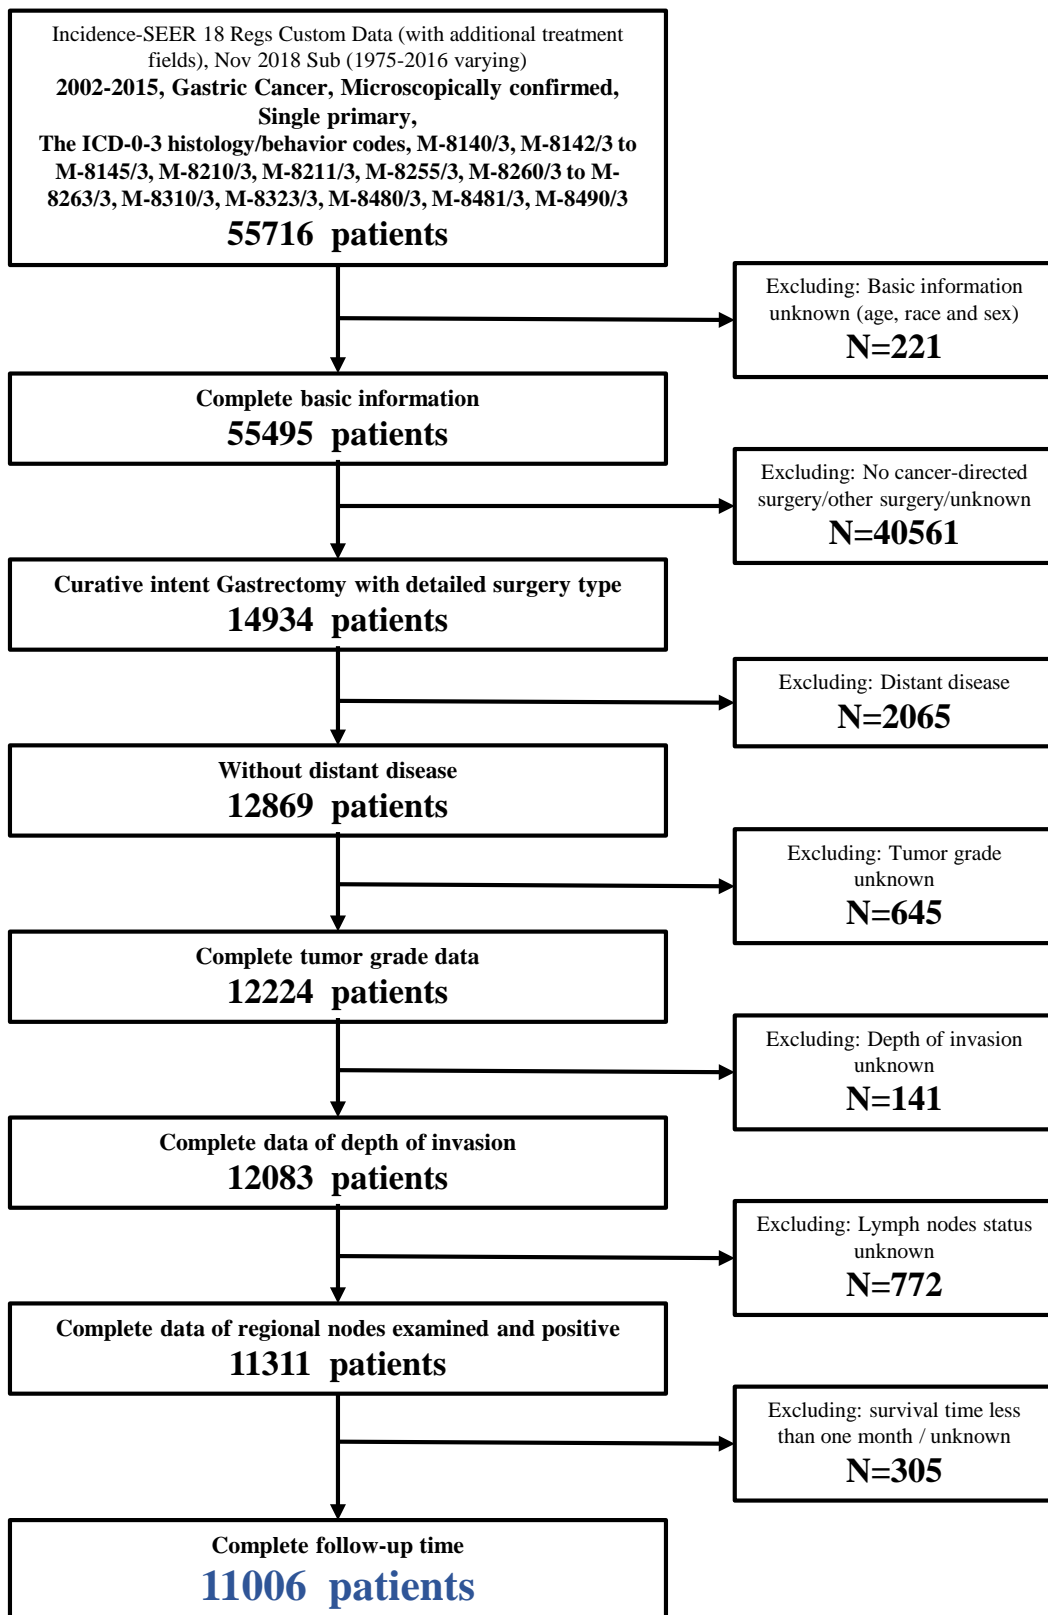 Incidence-SEER 18 Regs Custom Data (with additional treatment
fields), Nov 2018 Sub (1975-2016 varying)
2002-2015, Gastric Cancer, Microscopically confirmed,
Single primary,
The ICD-0-3 histology/behavior codes, M-8140/3, M-8142/3 to
M-8145/3, M-8210/3, M-8211/3, M-8255/3, M-8260/3 to M-
8263/3, M-8310/3, M-8323/3, M-8480/3, M-8481/3, M-8490/3
55716 patients
Excluding: Basic information
unknown (age, race and sex)
N=221
Complete basic information
55495 patients
Excluding: No cancer-directed
surgery/other surgery/unknown
N=40561
Curative intent Gastrectomy with detailed surgery type
14934 patients
Excluding: Distant disease
N=2065
Without distant disease
12869 patients
Excluding: Tumor grade
unknown
N=645
Complete tumor grade data
12224 patients
Excluding: Depth of invasion
unknown
N=141
Complete data of depth of invasion
12083 patients
Excluding: Lymph nodes status
unknown
N=772
Complete data of regional nodes examined and positive
11311 patients
Excluding: survival time less
than one month / unknown
N=305
Complete follow-up time
11006 patients